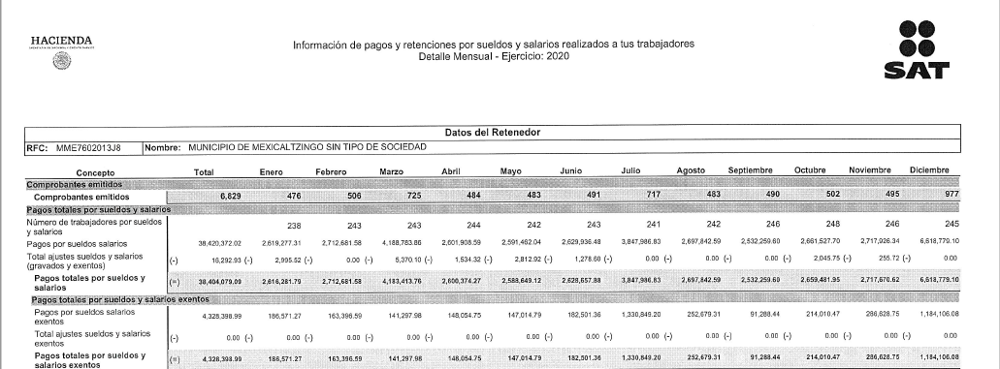 HACIENDA
Información de pagos y retenciones por sueldos y salarios realizados a tus trabajadores
Detalle Mensual - Ejercicio: 2020
SAT
Datos del Retenedor
RFC: MME7602013J8 Nombre: MUNICIPIO DE MEXICALTZINGO SIN TIPO DE SOCIEDAD
Concepto Total Enero Febrero Marzo Abril Mayo Junio Julio Agosto Septiembre Octubre Noviembre Diciembre
Comprobantes emitidos
Comprobantes emitidos 6,829 476 506 725 484 483 491 717 483 490 502 495 977
Pagos totales por sueldos y salarios
Número de trabajadores por sueldos y salarios 238 243 243 244 242 243 241 242 246 248 246 245
Pagos por sueldos salarios 38,420,372.02 2,619,277.31 2,712,681.58 4,188,783.86 2,601,908.59 2,591,462.04 2,629,936.48 3,847,986.83 2,697,842.59 2,532,259.60 2,661,527.70 2,717,926.34 6,618,779.10
Total ajustes sueldos y salarios (gravados y exentos) (-) 16,292.93 (-) 2,995.52 (-) 0.00 (-) 5,370.10 (-) 1,534.32 (-) 2,812.92 (-) 1,278.60 (-) 0.00 (-) 0.00 (-) 0.00 (-) 2,045.75 (-) 255.72 (-) 0.00
Pagos totales por sueldos y salarios (=) 38,404,079.09 2,616,281.79 2,712,681.58 4,183,413.76 2,600,374.27 2,588,649.12 2,628,657.88 3,847,986.83 2,697,842.59 2,532,259.60 2,659,481.95 2,717,670.62 6,618,779.10
Pagos totales por sueldos y salarios exentos
Pagos por sueldos salarios exentos 4,328,398.99 186,571.27 163,396.59 141,297.98 148,054.75 147,014.79 182,501.36 1,330,849.20 252,679.31 91,288.44 214,010.47 286,628.75 1,184,106.08
Total ajustes sueldos y salarios exentos (-) 0.00 (-) 0.00 (-) 0.00 (-) 0.00 (-) 0.00 (-) 0.00 (-) 0.00 (-) 0.00 (-) 0.00 (-) 0.00 (-) 0.00 (-) 0.00 (-) 0.00
Pagos totales por sueldos y salarios exentos (=) 4,328,398.99 186,571.27 163,396.59 141,297.98 148,054.75 147,014.79 182,501.36 1,330,849.20 252,679.31 91,288.44 214,010.47 286,628.75 1,184,106.08